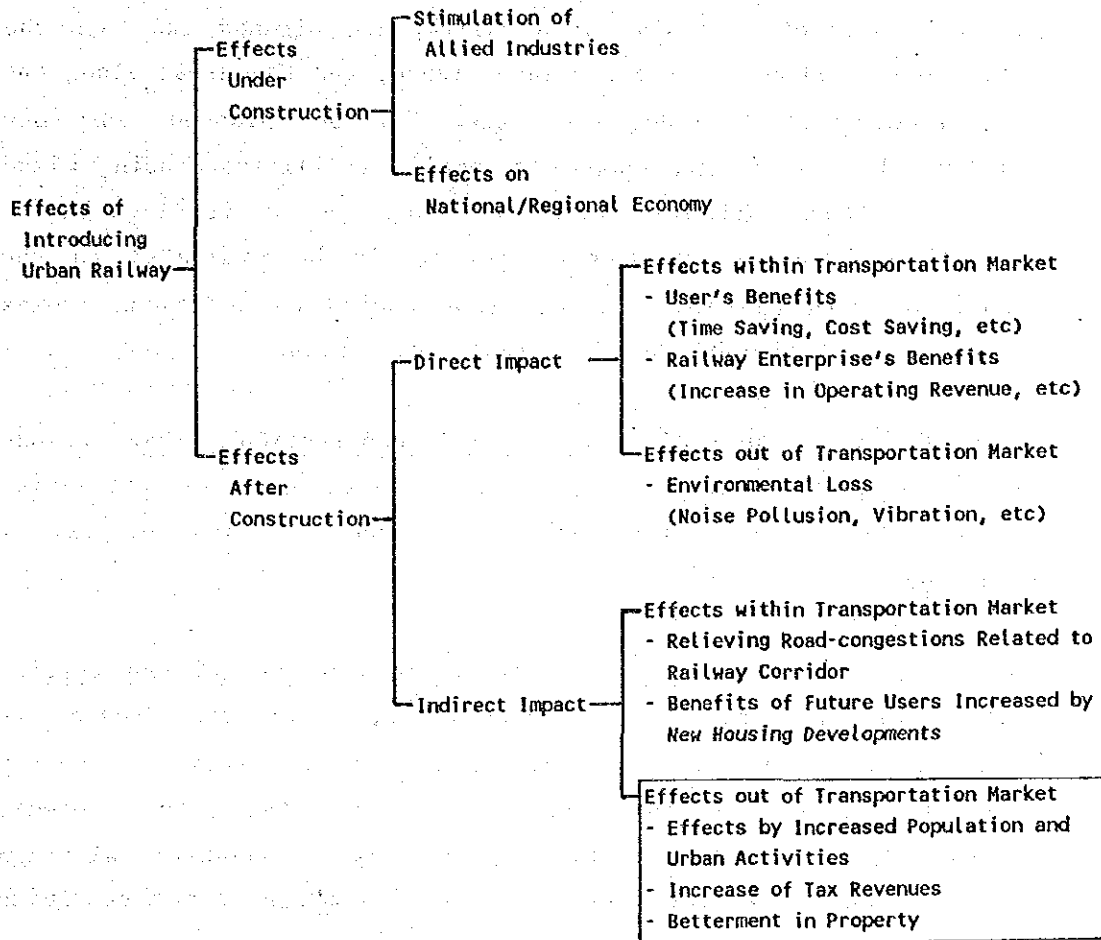 Effects of
Introducing
Urban Railway
Effects
Under
Construction
Stimulation of
Allied Industries
Effects on
National/Regional Economy
Effects
After
Construction
Direct Impact
Effects within Transportation Market
- User's Benefits
(Time Saving, Cost Saving, etc)
- Railway Enterprise's Benefits
(Increase in Operating Revenue, etc)
Effects out of Transportation Market
- Environmental Loss
(Noise Pollusion, Vibration, etc)
Indirect Impact
Effects within Transportation Market
- Relieving Road-congestions Related to
Railway Corridor
- Benefits of Future Users Increased by
New Housing Developments
Effects out of Transportation Market
- Effects by Increased Population and
Urban Activities
- Increase of Tax Revenues
- Betterment in Property